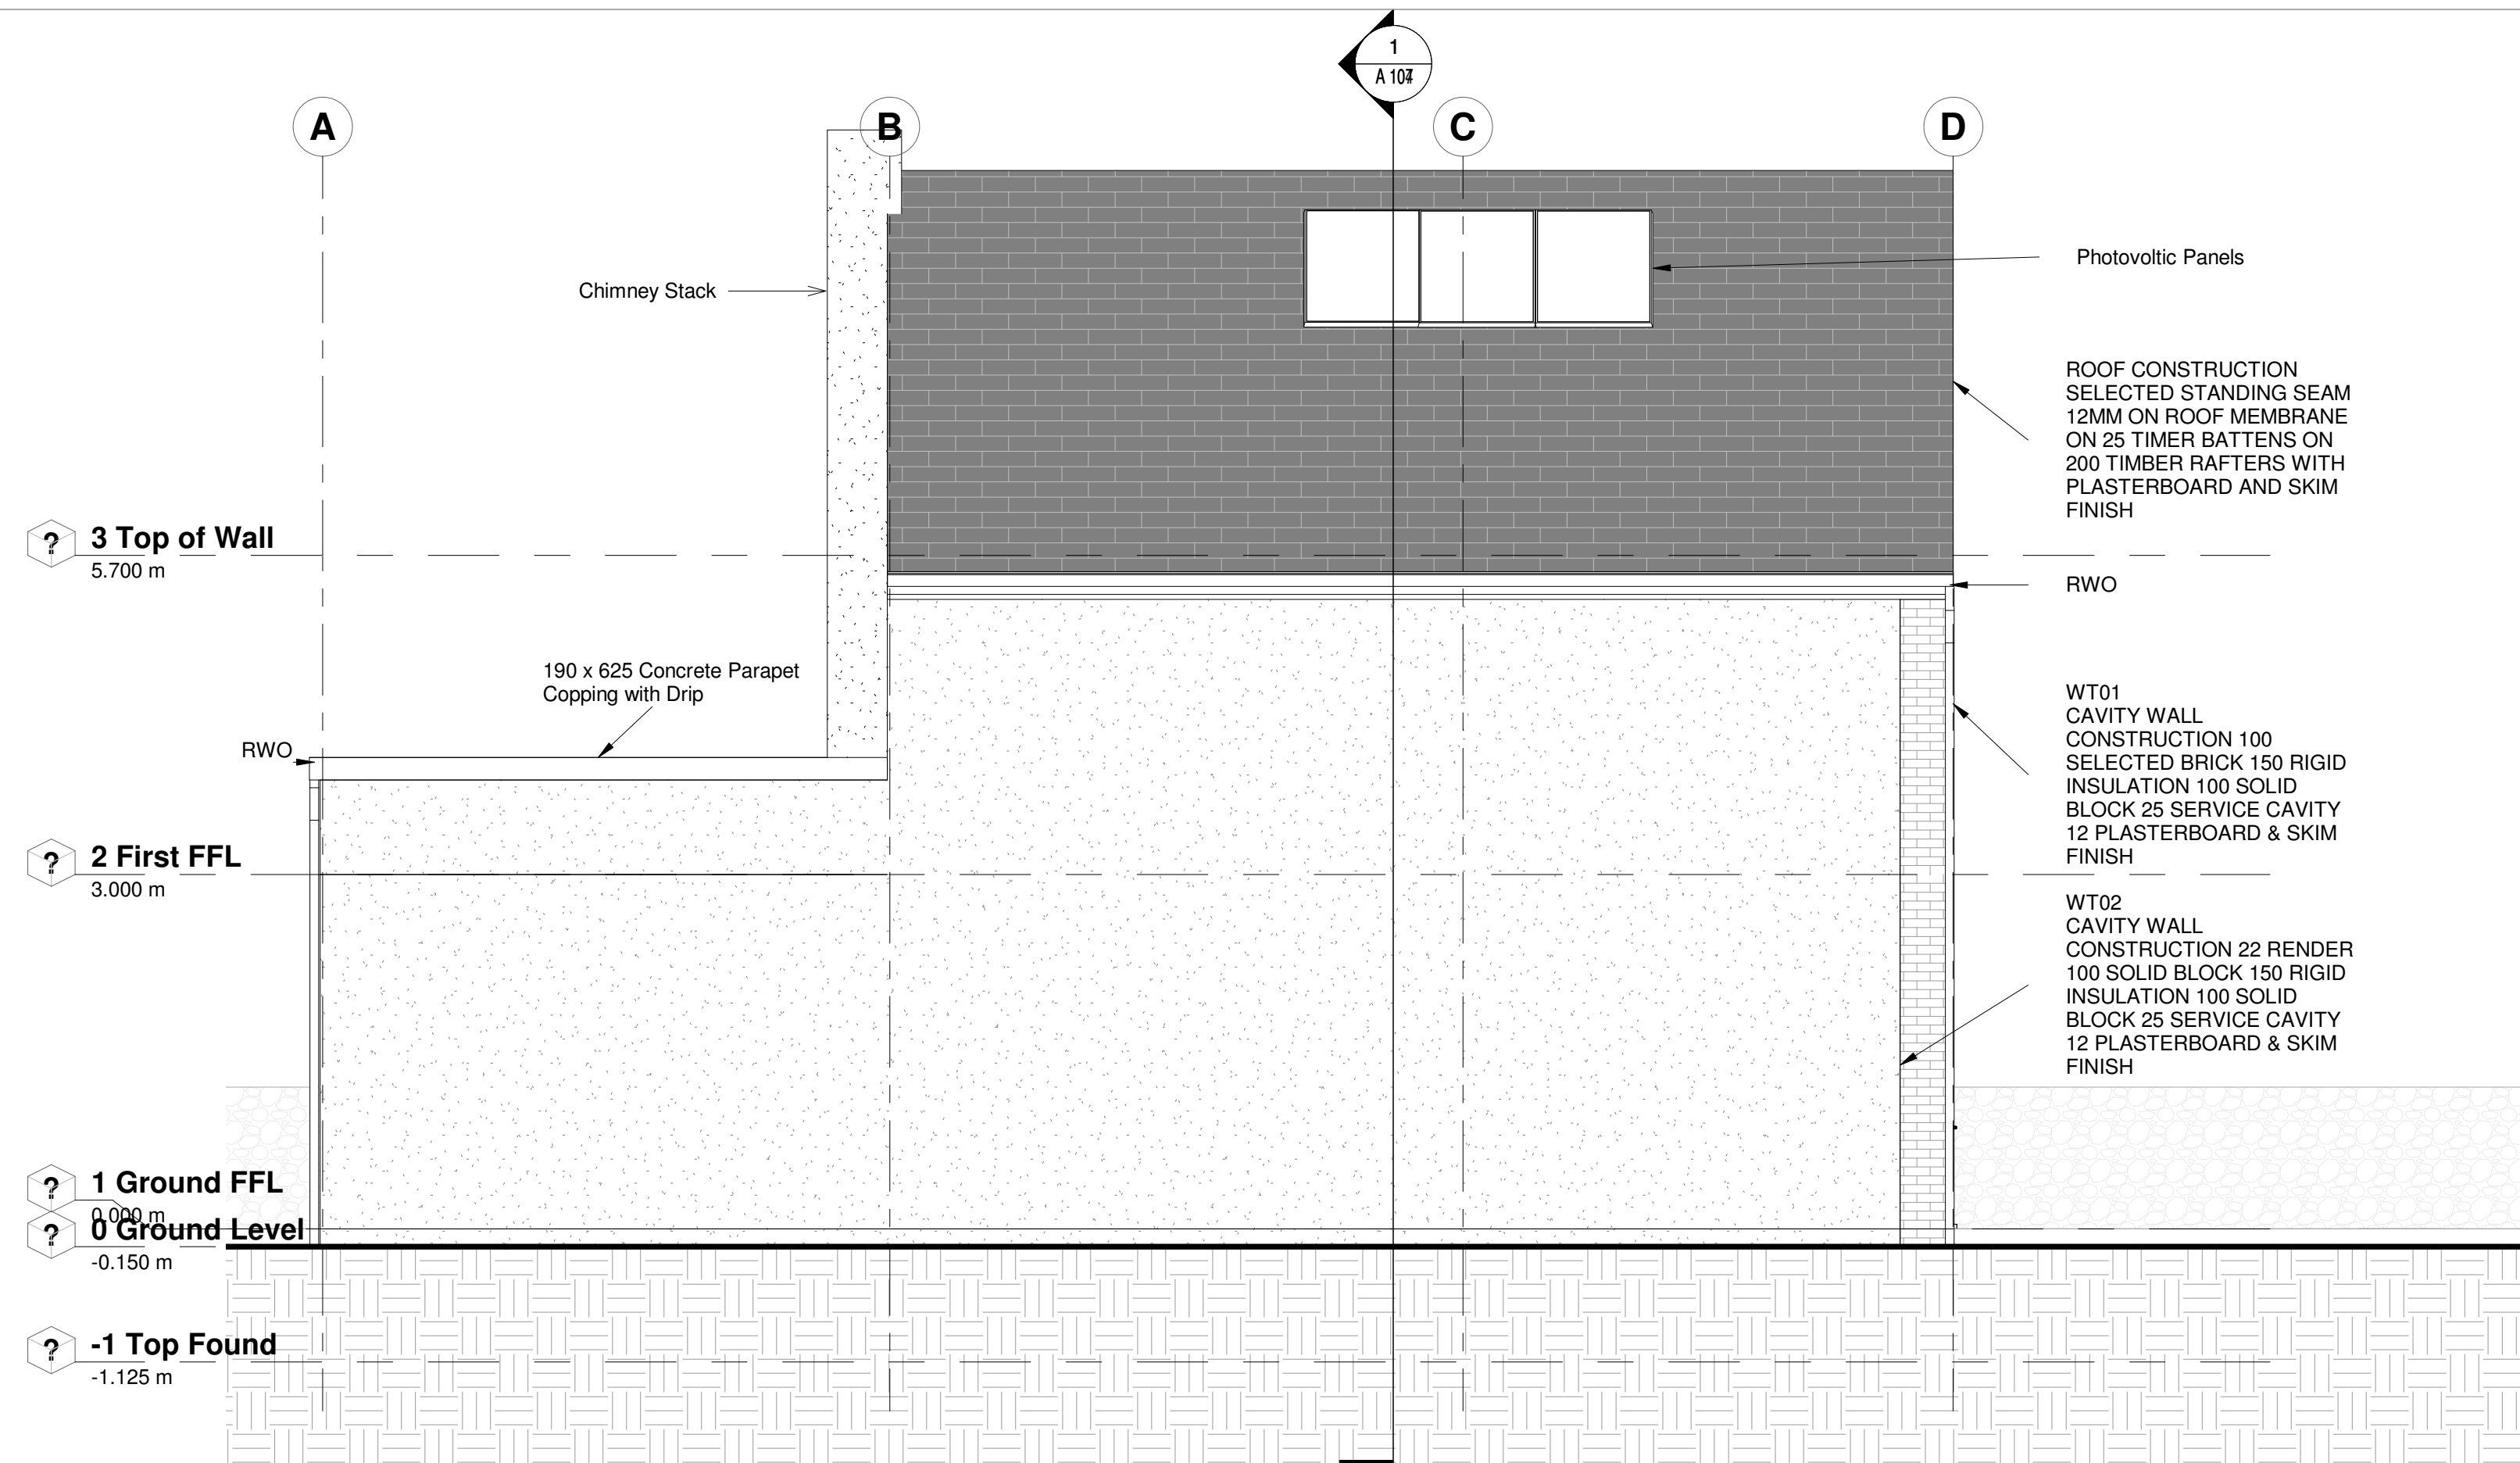 1
A 107
A
B
C
D
Chimney Stack
Photovoltic Panels
ROOF CONSTRUCTION
SELECTED STANDING SEAM
12MM ON ROOF MEMBRANE
ON 25 TIMER BATTENS ON
200 TIMBER RAFTERS WITH
PLASTERBOARD AND SKIM
FINISH
? 3 Top of Wall
5.700 m
RWO
190 x 625 Concrete Parapet
Copping with Drip
RWO
WT01
CAVITY WALL
CONSTRUCTION 100
SELECTED BRICK 150 RIGID
INSULATION 100 SOLID
BLOCK 25 SERVICE CAVITY
12 PLASTERBOARD & SKIM
FINISH
? 2 First FFL
3.000 m
WT02
CAVITY WALL
CONSTRUCTION 22 RENDER
100 SOLID BLOCK 150 RIGID
INSULATION 100 SOLID
BLOCK 25 SERVICE CAVITY
12 PLASTERBOARD & SKIM
FINISH
? 1 Ground FFL
0.000 m
? 0 Ground Level
-0.150 m
? -1 Top Found
-1.125 m